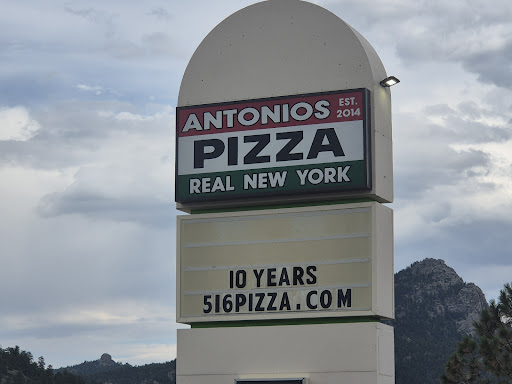 ANTONIOS EST. 2014
PIZZA
REAL NEW YORK
10 YEARS
516PIZZA.COM